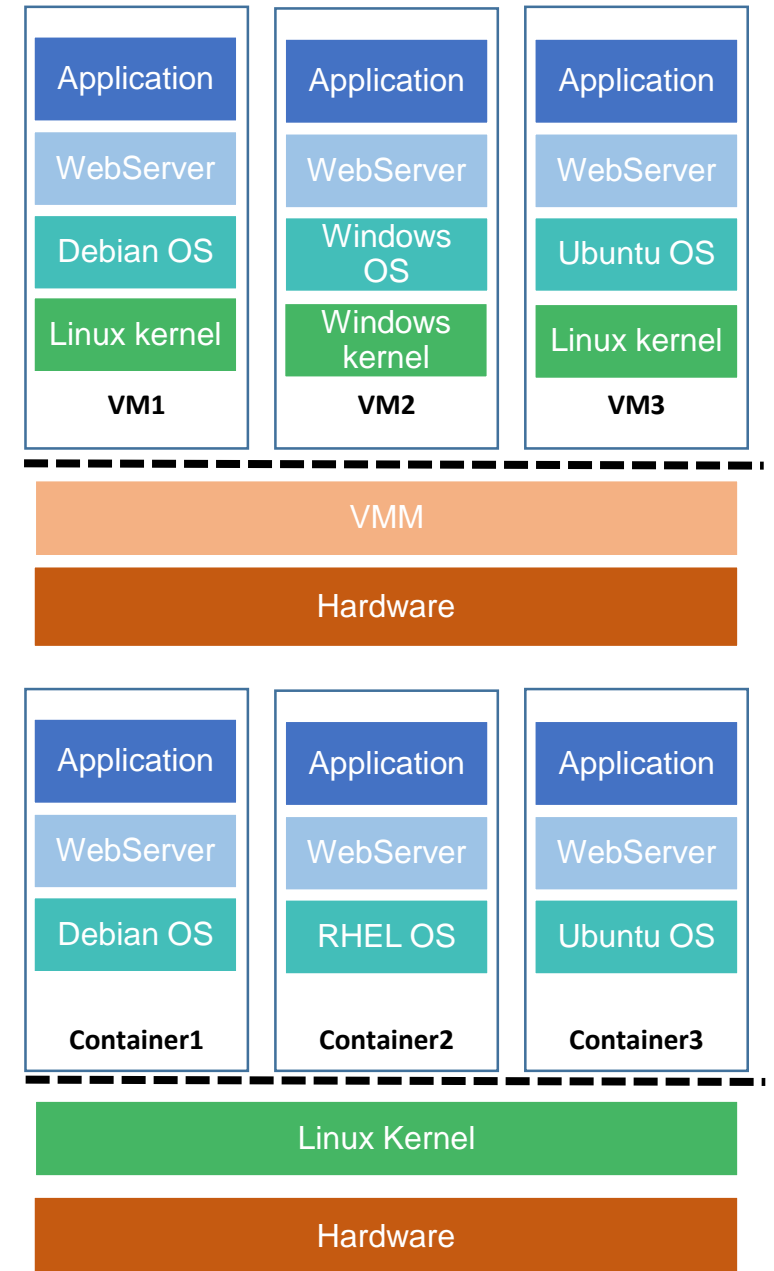 Application
WebServer
Debian OS
Linux kernel
VM1
Application
WebServer
Windows
OS
Windows
kernel
VM2
Application
WebServer
Ubuntu OS
Linux kernel
VM3
VMM
Hardware
Application
WebServer
Debian OS
Container1
Application
WebServer
RHEL OS
Container2
Application
WebServer
Ubuntu OS
Container3
Linux Kernel
Hardware